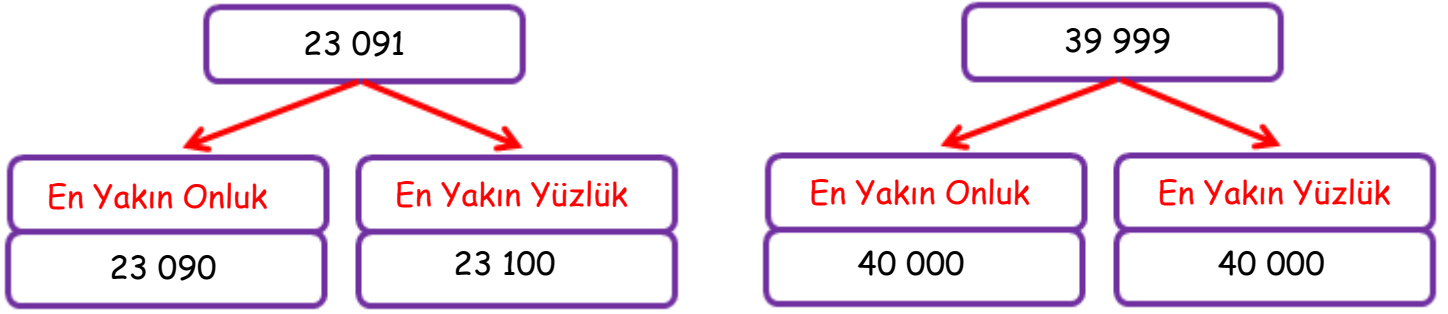 23 091
En Yakın Onluk
En Yakın Yüzlük
23 090
23 100
39 999
En Yakın Onluk
En Yakın Yüzlük
40 000
40 000